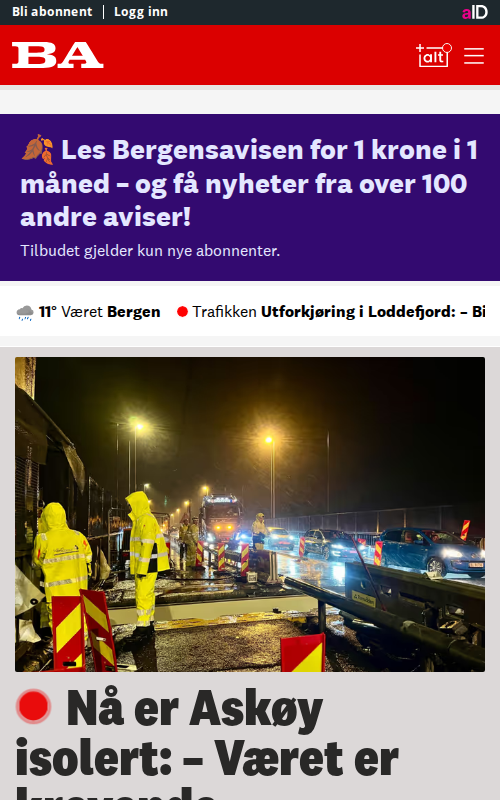 Bli abonnent | Logg inn
aID
BA
alt
Les Bergensavisen for 1 krone i 1
måned – og få nyheter fra over 100
andre aviser!
Tilbudet gjelder kun nye abonnenter.
11° Været Bergen Trafikken Utforkjøring i Loddefjord: – Bi
Nå er Askøy
isolert: – Været er
krevende